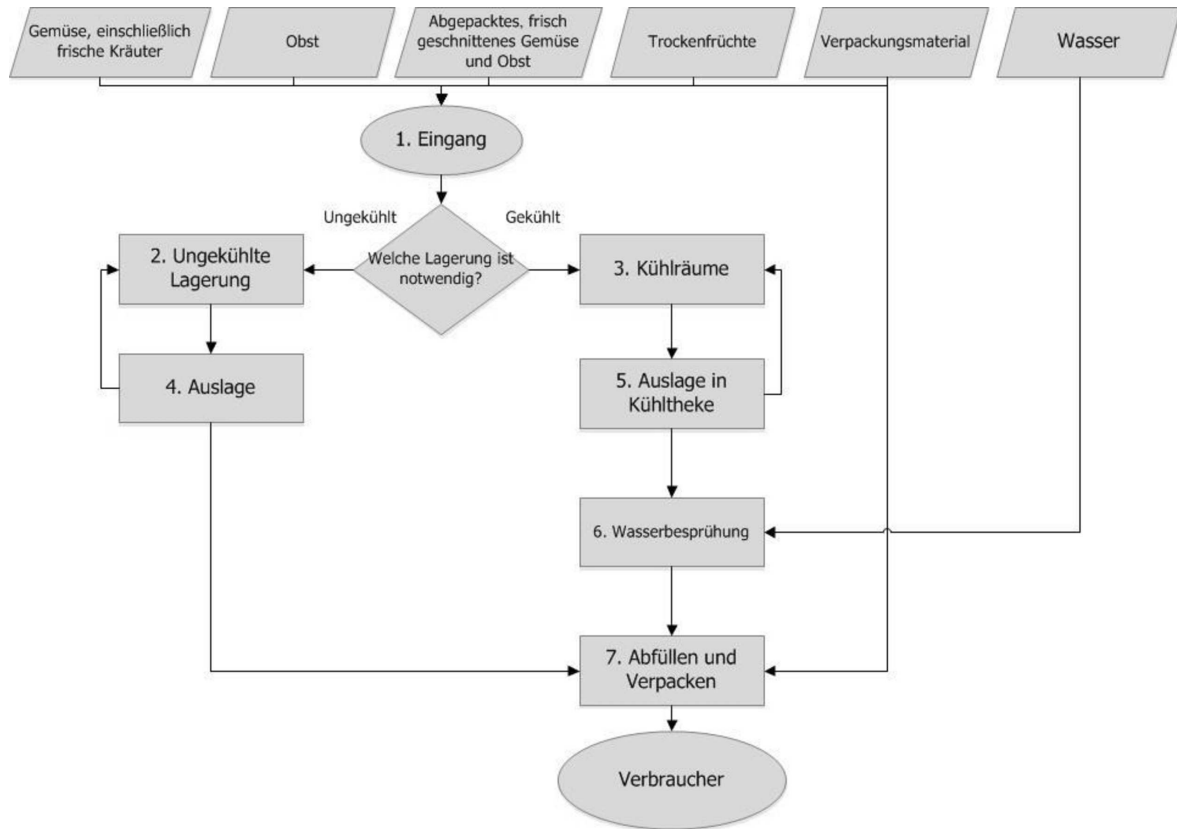 Gemüse, einschließlich
frische Kräuter
Obst
Abgepacktes, frisch
geschnittenes Gemüse
und Obst
Trockenfrüchte
Verpackungsmaterial
Wasser
1. Eingang
Ungekühlt
Gekühlt
Welche Lagerung ist
notwendig?
2. Ungekühlte
Lagerung
3. Kühlräume
4. Auslage
5. Auslage in
Kühltheke
6. Wasserbesprühung
7. Abfüllen und
Verpacken
Verbraucher